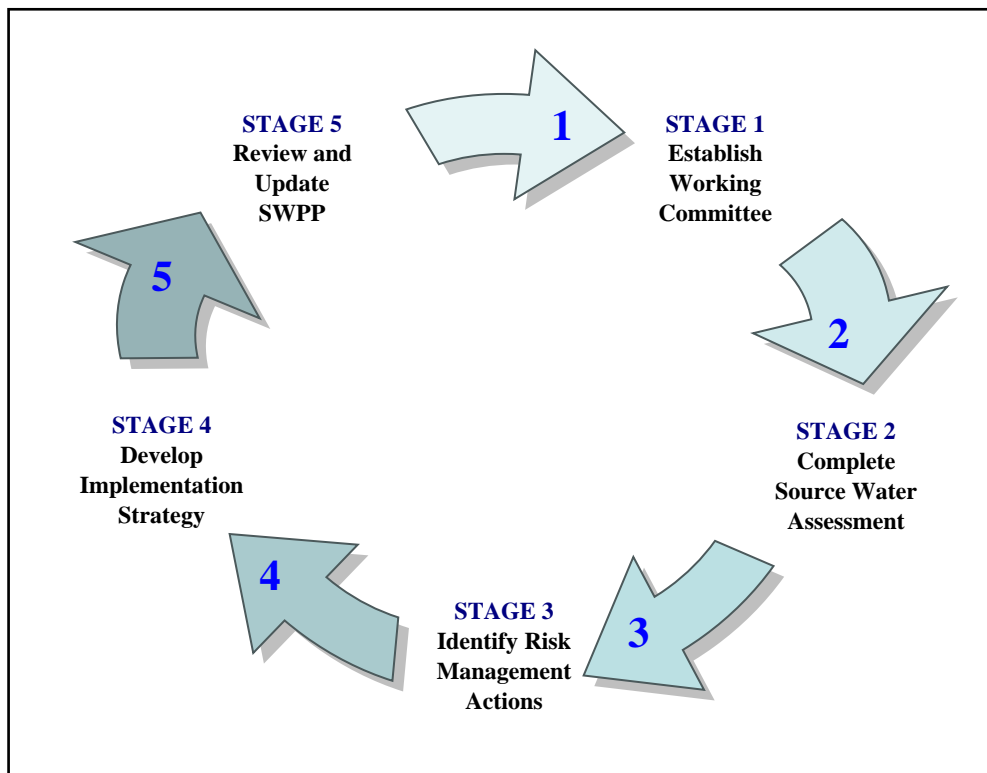 1
STAGE 1
Establish
Working
Committee
2
STAGE 2
Complete
Source Water
Assessment
3
STAGE 3
Identify Risk
Management
Actions
4
STAGE 4
Develop
Implementation
Strategy
5
STAGE 5
Review and
Update
SWPP